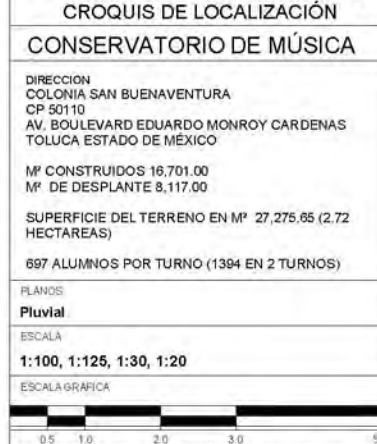 CROQUIS DE LOCALIZACIÓN
CONSERVATORIO DE MÚSICA
DIRECCION
COLONIA SAN BUENAVENTURA
CP 50110
AV, BOULEVARD EDUARDO MONROY CARDENAS
TOLUCA ESTADO DE MÉXICO
M² CONSTRUIDOS 16,701.00
M² DE DESPLANTE 8,117.00
SUPERFICIE DEL TERRENO EN M² 27,275.65 (2.72
HECTAREAS)
697 ALUMNOS POR TURNO (1394 EN 2 TURNOS)
PLANOS
Pluvial
ESCALA
1:100, 1:125, 1:30, 1:20
ESCALA GRAFICA
0.5 1.0 2.0 3.0